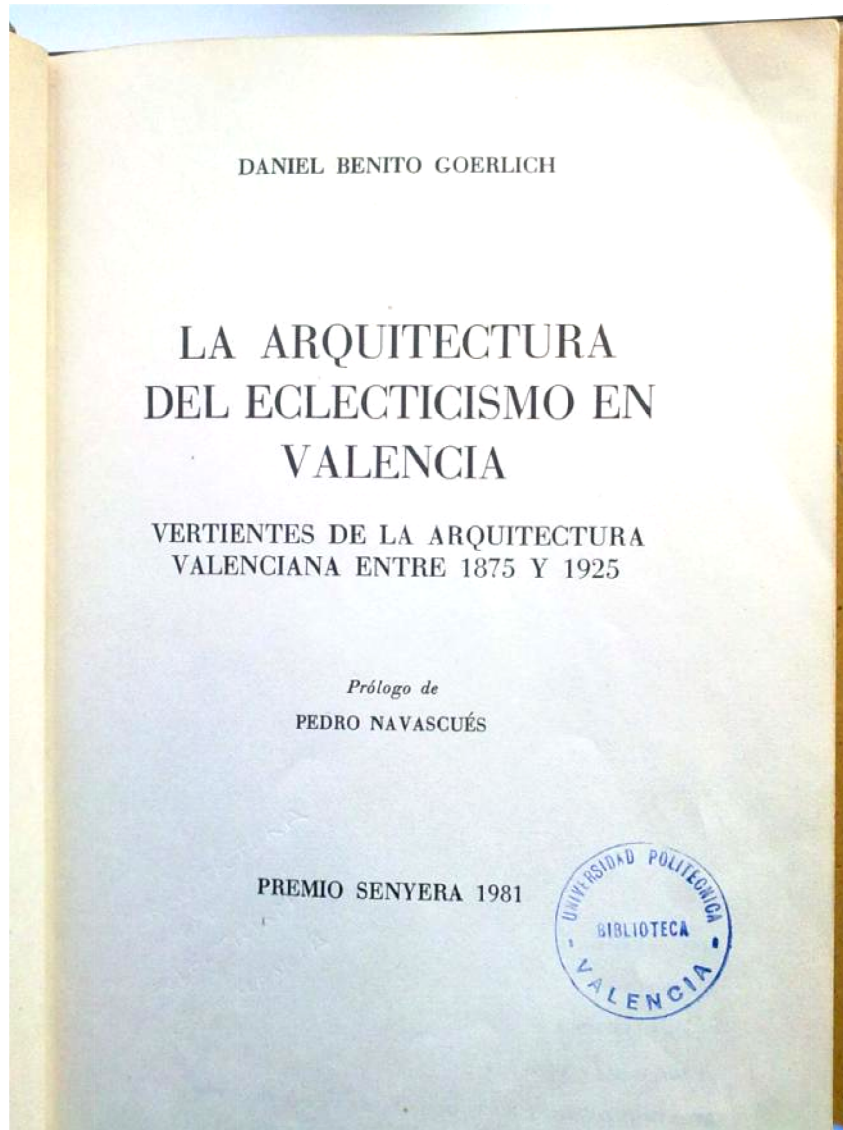 DANIEL BENITO GOERLICH
LA ARQUITECTURA
DEL ECLECTICISMO EN
VALENCIA
VERTIENTES DE LA ARQUITECTURA
VALENCIANA ENTRE 1875 Y 1925
Prólogo de
PEDRO NAVASCUÉS
PREMIO SENYERA 1981
UNIVERSIDAD POLITECNICA
BIBLIOTECA
- VALENCIA -